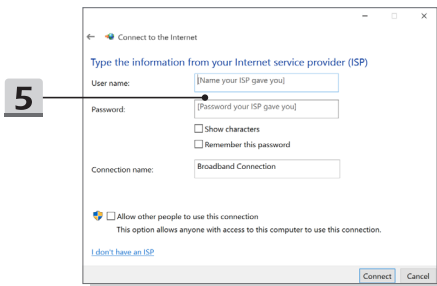 Connect to the Internet
Type the information from your Internet service provider (ISP)
User name: [Name your ISP gave you]
5
Password: [Password your ISP gave you]
Show characters
Remember this password
Connection name: Broadband Connection
Allow other people to use this connection
This option allows anyone with access to this computer to use this connection.
I don't have an ISP
Connect Cancel